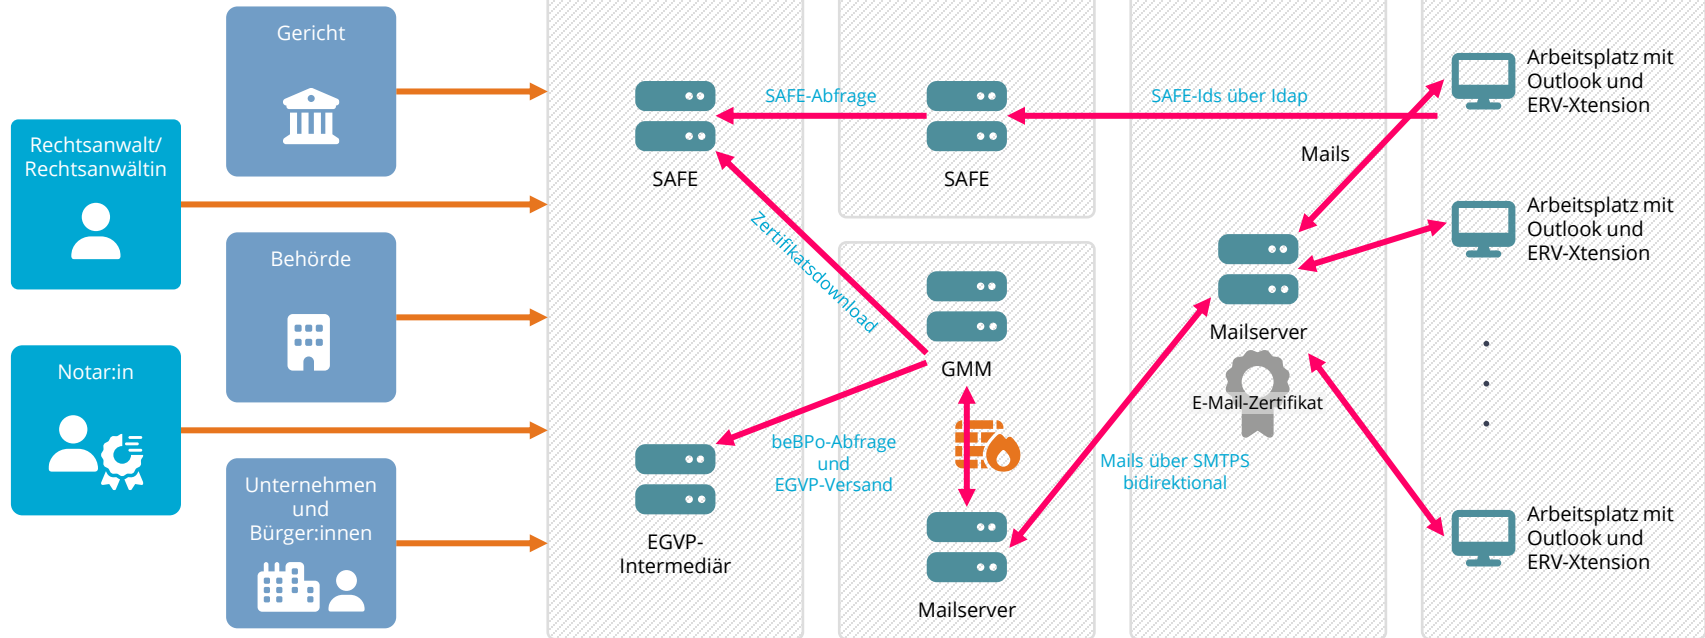 Gericht
Rechtsanwalt/
Rechtsanwältin
Behörde
Notar:in
Unternehmen
und
Bürger:innen
SAFE
SAFE-Abfrage
SAFE
SAFE-Ids über ldap
Zertifikatsdownload
GMM
beBPo-Abfrage
und
EGVP-Versand
EGVP-
Intermediär
Mailserver
Mails
Mailserver
E-Mail-Zertifikat
Mails über SMTPS
bidirektional
Arbeitsplatz mit
Outlook und
ERV-Xtension
Arbeitsplatz mit
Outlook und
ERV-Xtension
Arbeitsplatz mit
Outlook und
ERV-Xtension